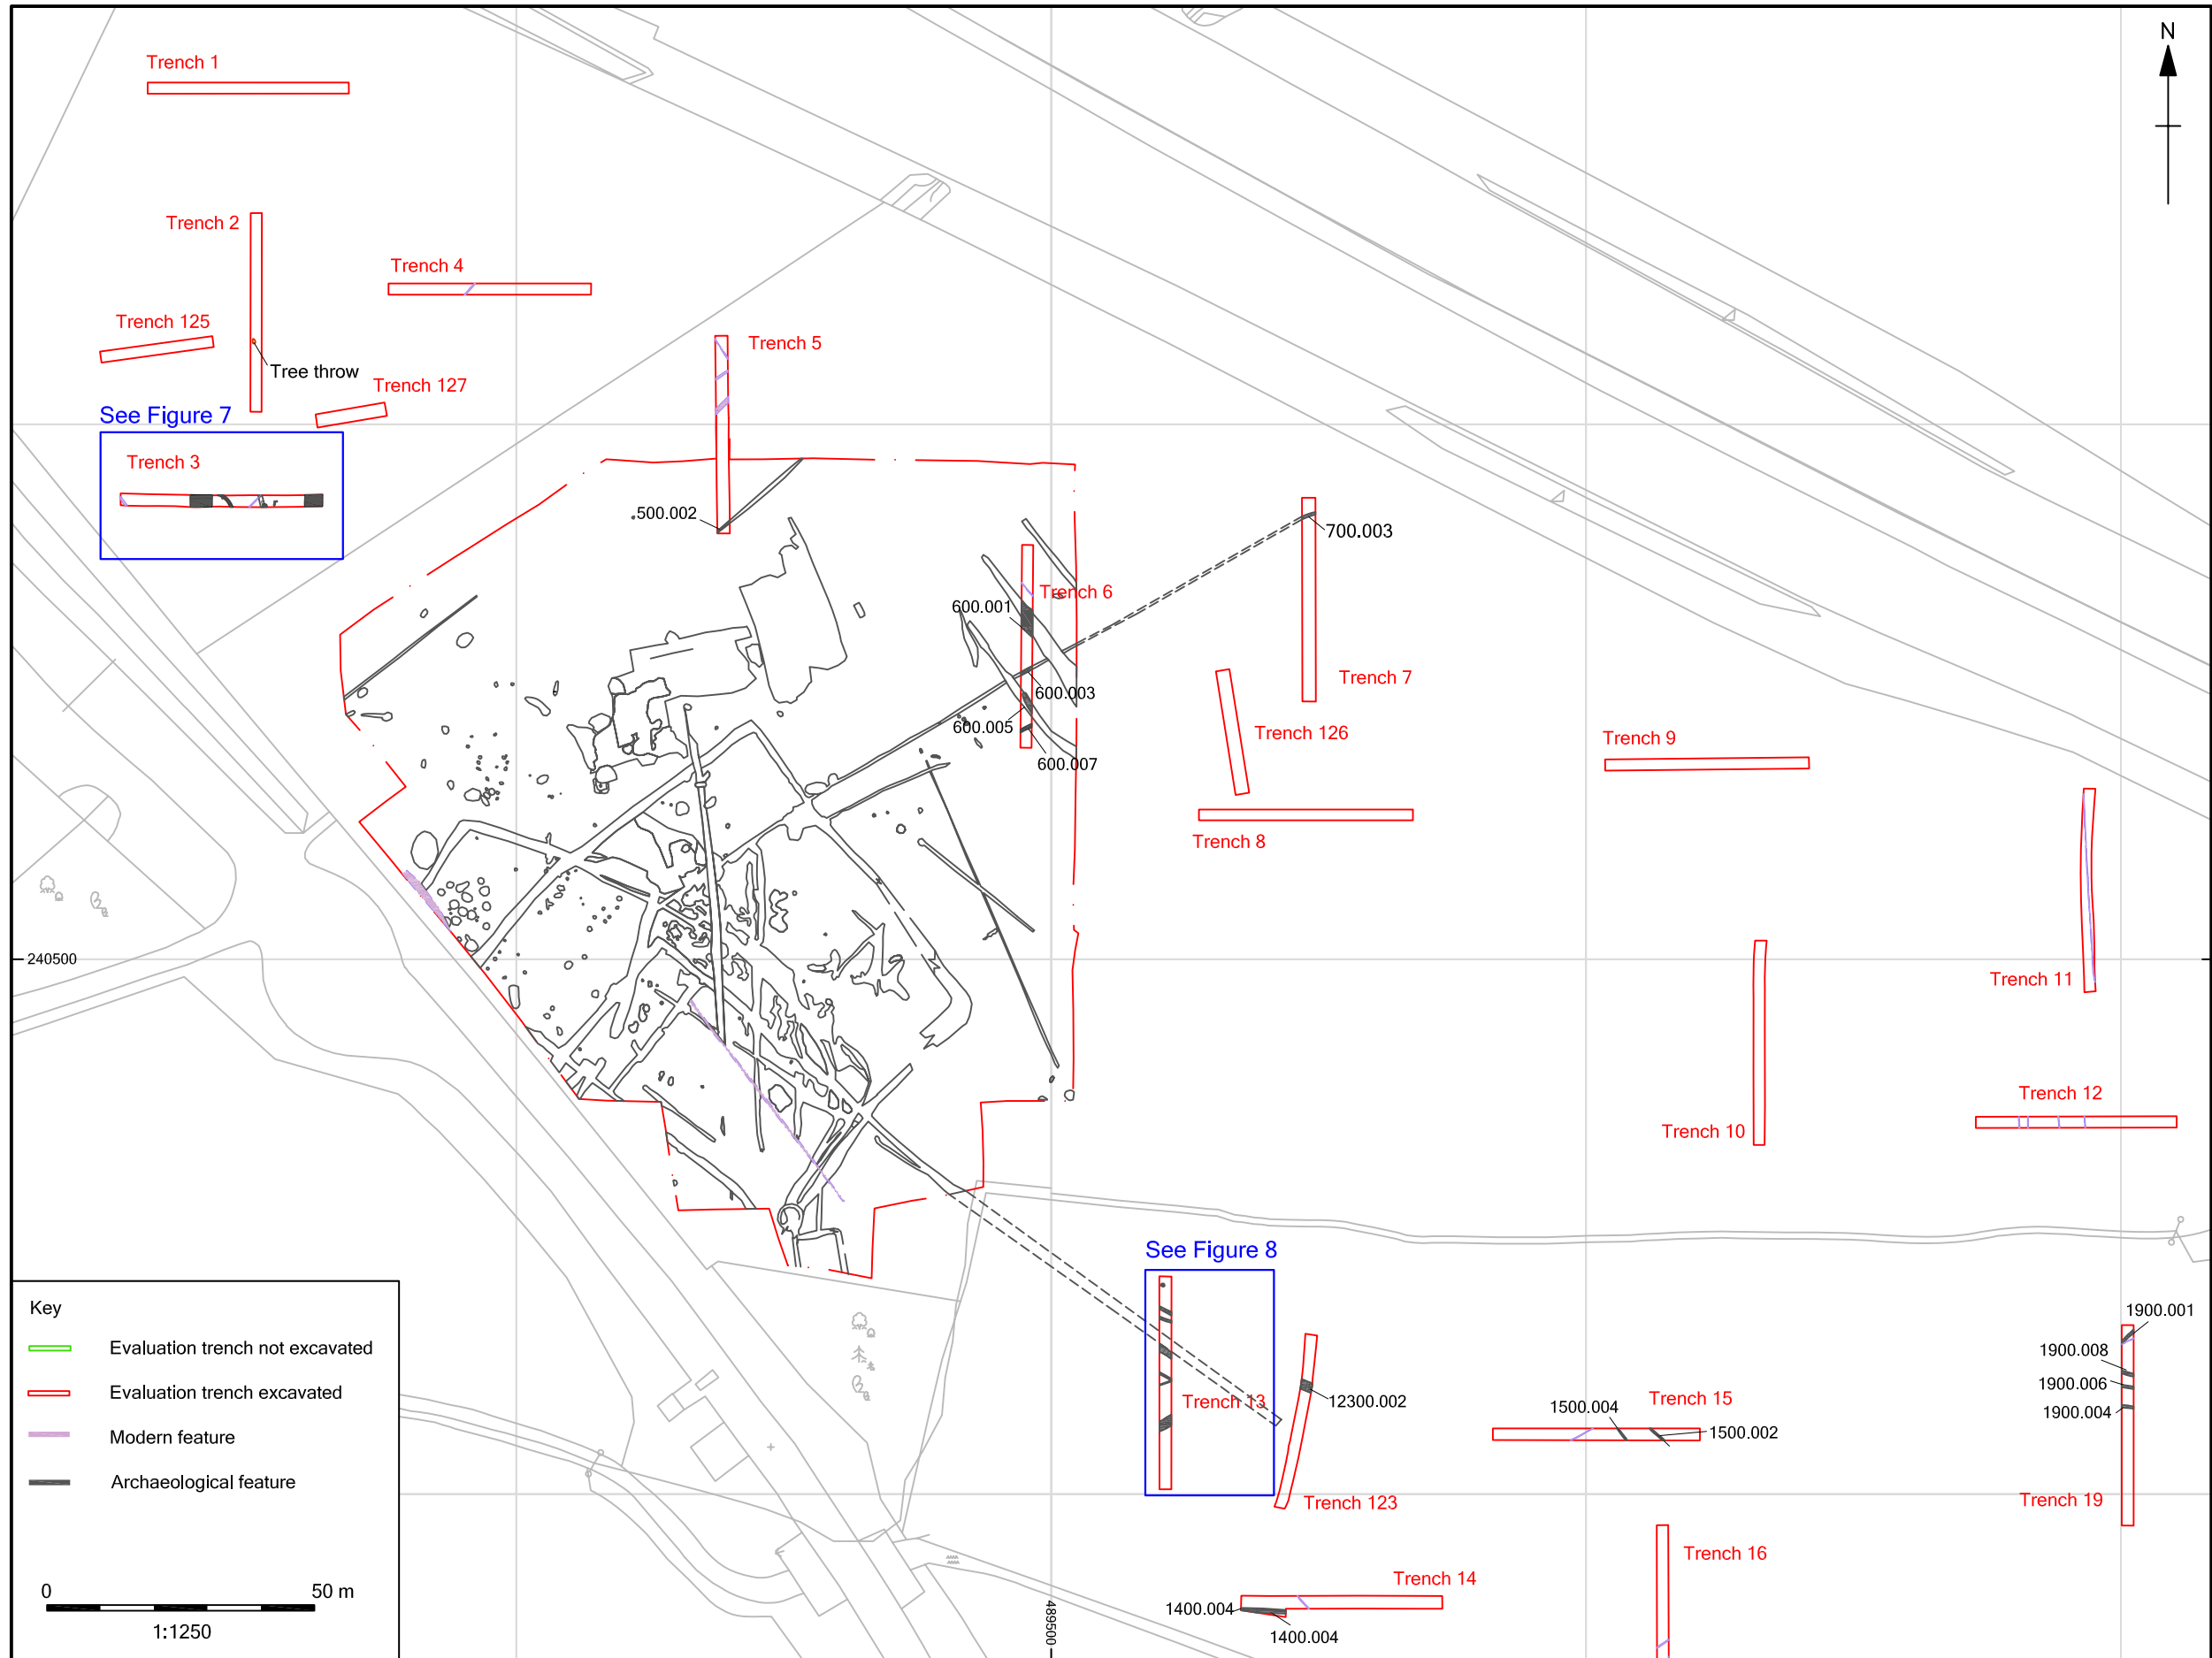 Trench 1
N
Trench 2
Trench 4
Trench 125
Trench 5
Tree throw
Trench 127
See Figure 7
Trench 3
500.002
700.003
Trench 6
600.001
Trench 7
600.003
600.005
Trench 126
600.007
Trench 9
Trench 8
240500
Trench 11
Trench 12
Trench 10
See Figure 8
1900.001
Key
Evaluation trench not excavated
1900.008
1900.006
Evaluation trench excavated
Trench 13
12300.002
1500.004
Trench 15
1900.004
1500.002
Modern feature
Archaeological feature
Trench 123
Trench 19
Trench 16
Trench 14
0 50 m
1400.004
489500
1:1250
1400.004